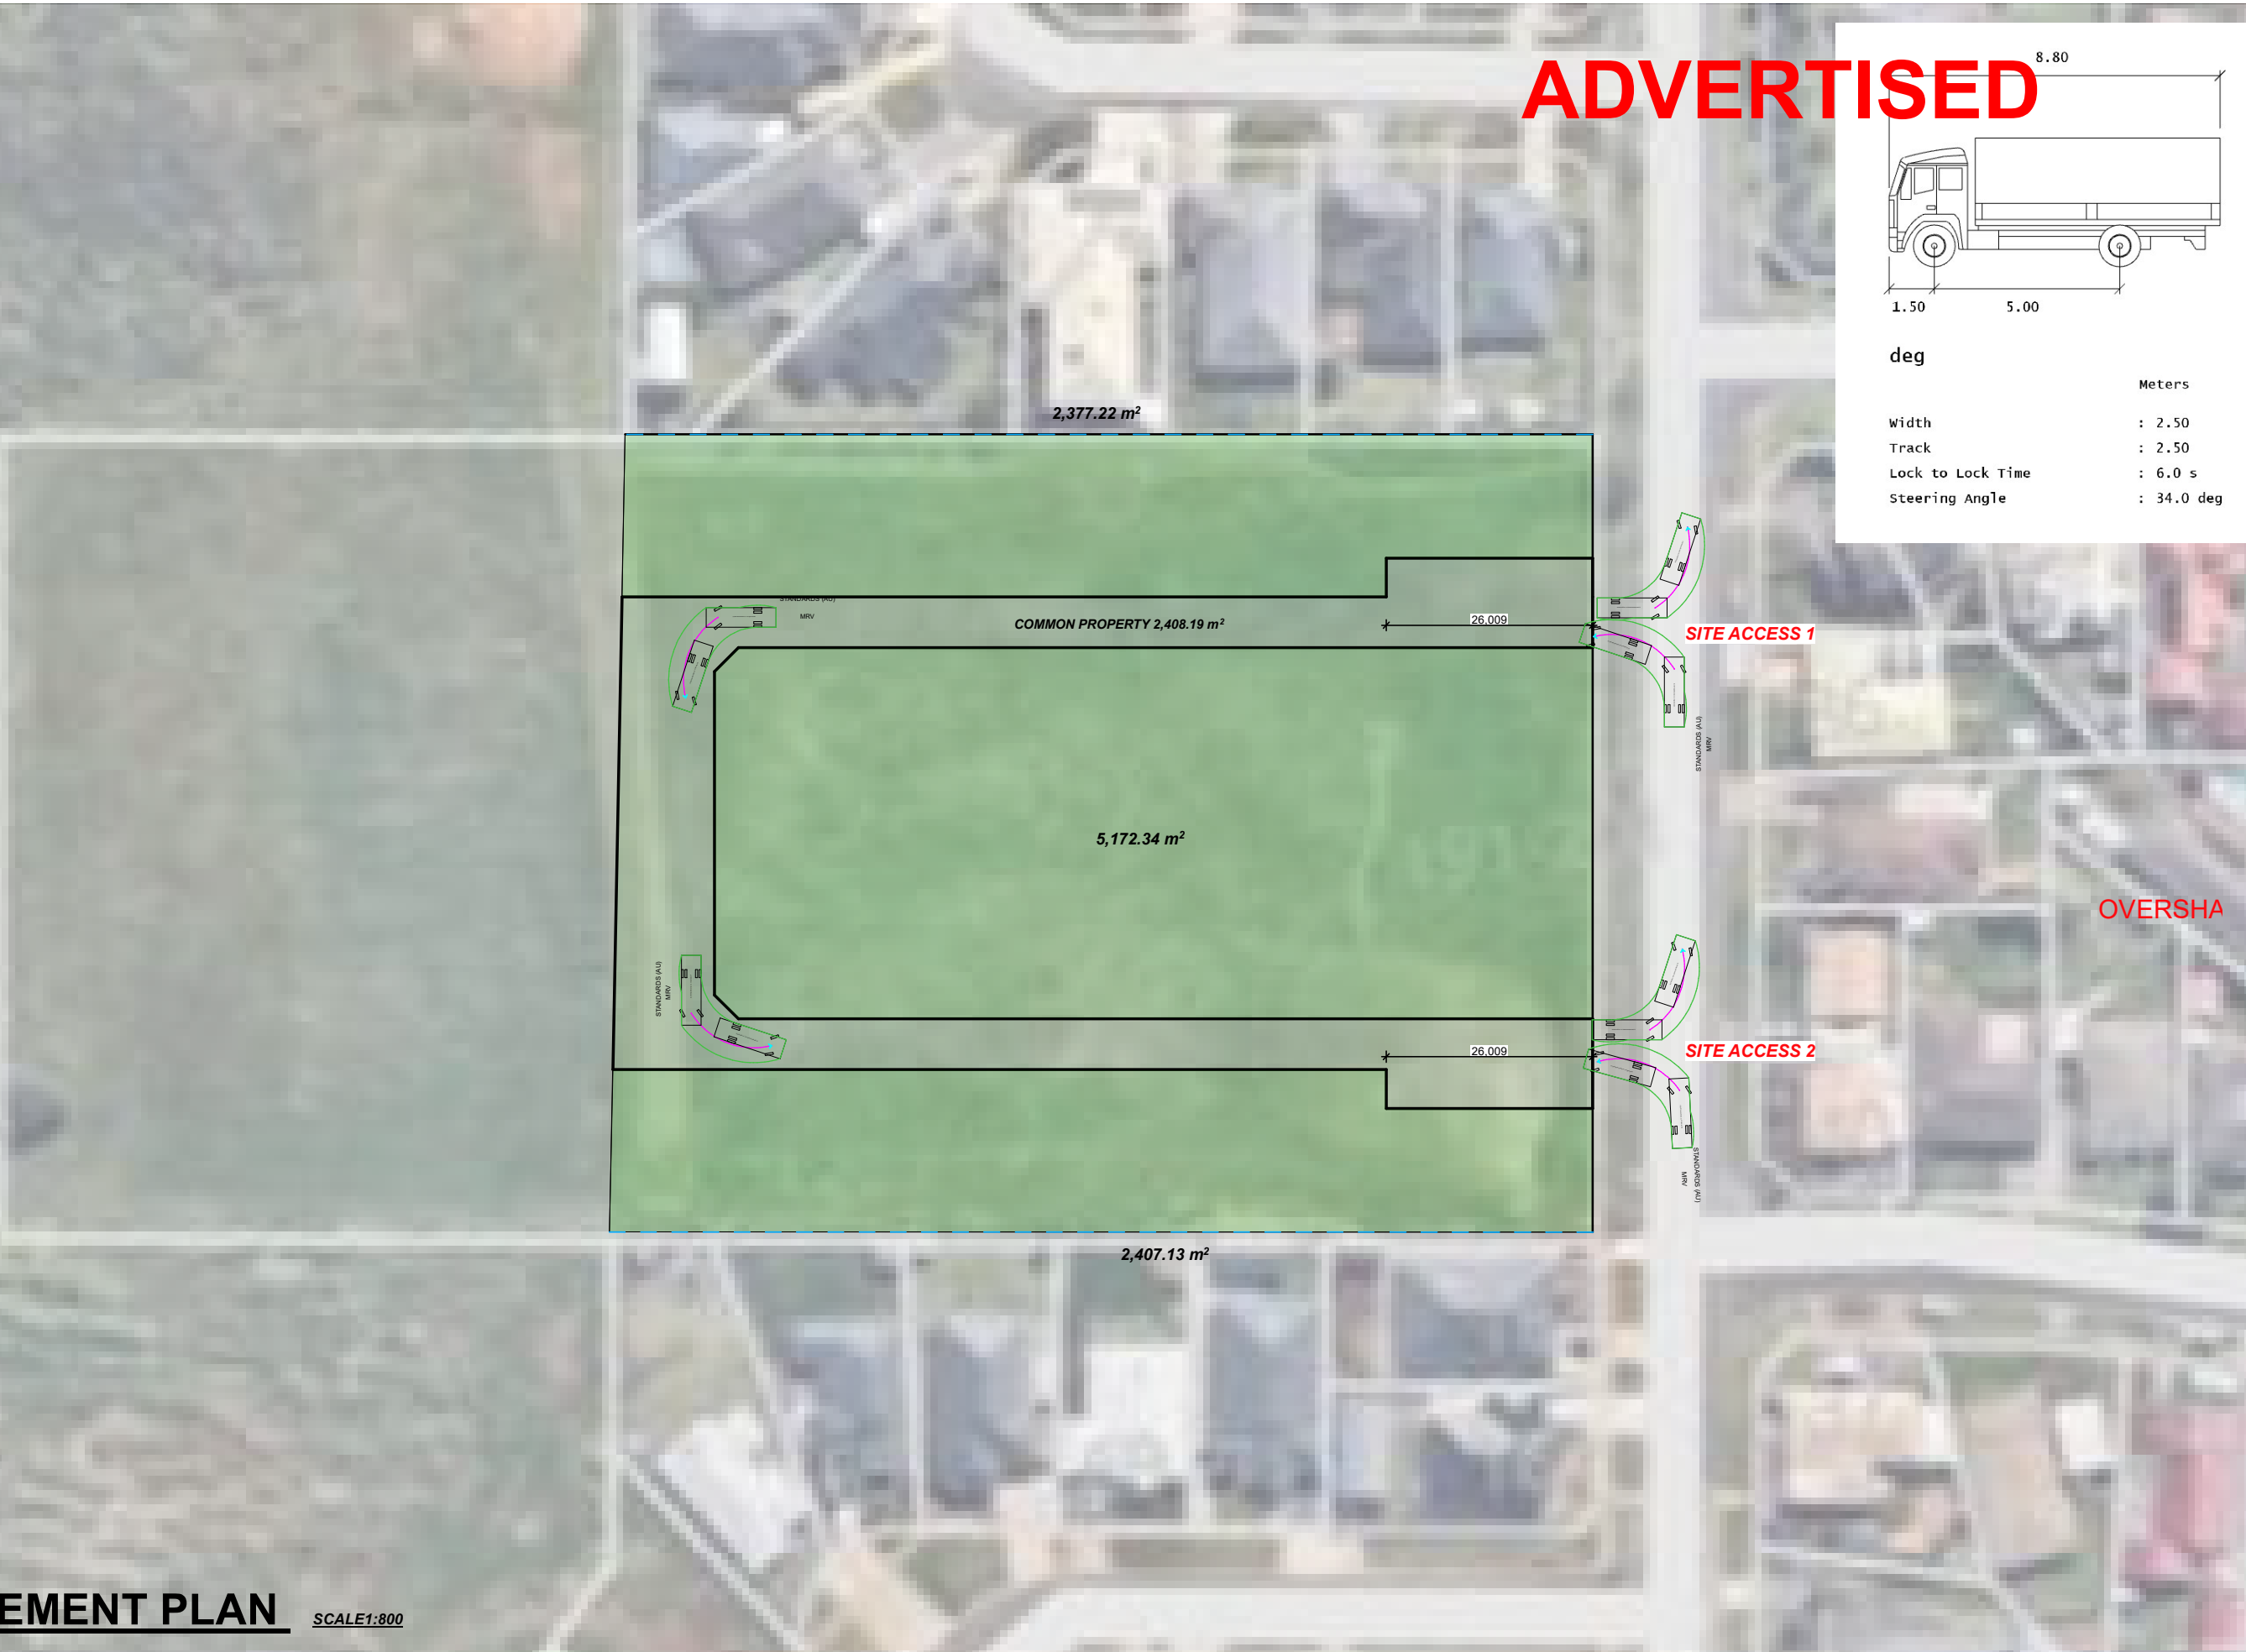 ADVERTISED
8.80
1.50 5.00
deg
Meters
Width : 2.50
Track : 2.50
Lock to Lock Time : 6.0 s
Steering Angle : 34.0 deg
2,377.22 m²
STANDARDS (AU)
MRV
COMMON PROPERTY 2,408.19 m²
26,009
SITE ACCESS 1
STANDARDS (AU)
MRV
5,172.34 m²
OVERSHA
STANDARDS (AU)
MRV
26,009
SITE ACCESS 2
STANDARDS (AU)
MRV
2,407.13 m²
EMENT PLAN SCALE1:800